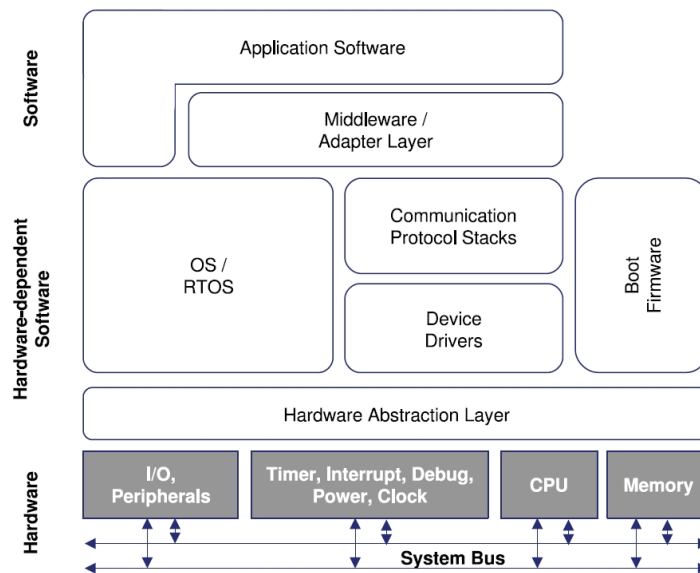 Software
Application Software
Middleware /
Adapter Layer
Hardware-dependent
Software
OS /
RTOS
Communication
Protocol Stacks
Device
Drivers
Boot
Firmware
Hardware Abstraction Layer
Hardware
I/O,
Peripherals
Timer, Interrupt, Debug,
Power, Clock
CPU
Memory
System Bus